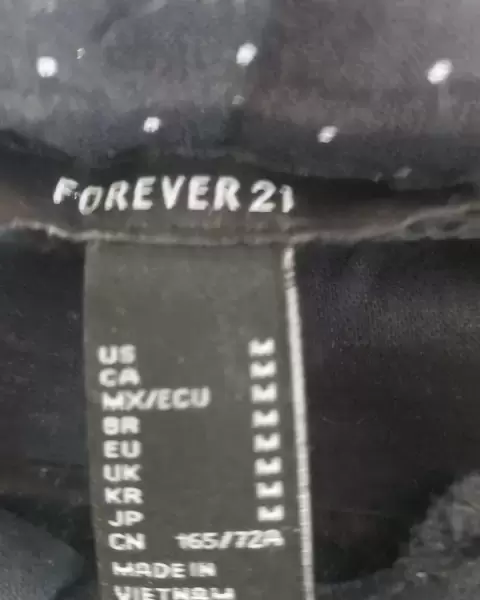 FOREVER 21
US M
CA M
MX/ECU M
BR M
EU M
UK M
KR M
JP M
CN 165/72A
MADE IN
VIETNAM